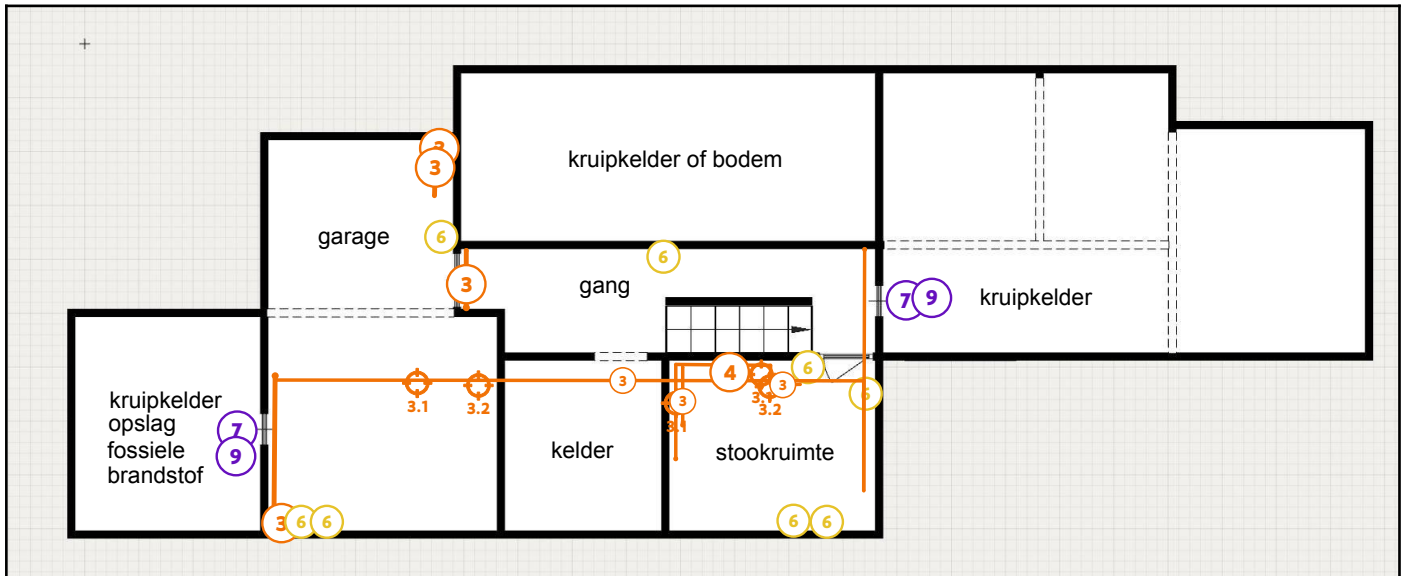 kruipkelder of bodem
3
3
6
garage
6
3
gang
7
9
kruipkelder
4
6
3
3
3.1
3.2
3
3.2
3.1
6
kruipkelder
opslag
fossiele
brandstof
7
9
kelder
stookruimte
3
6
6
6
6